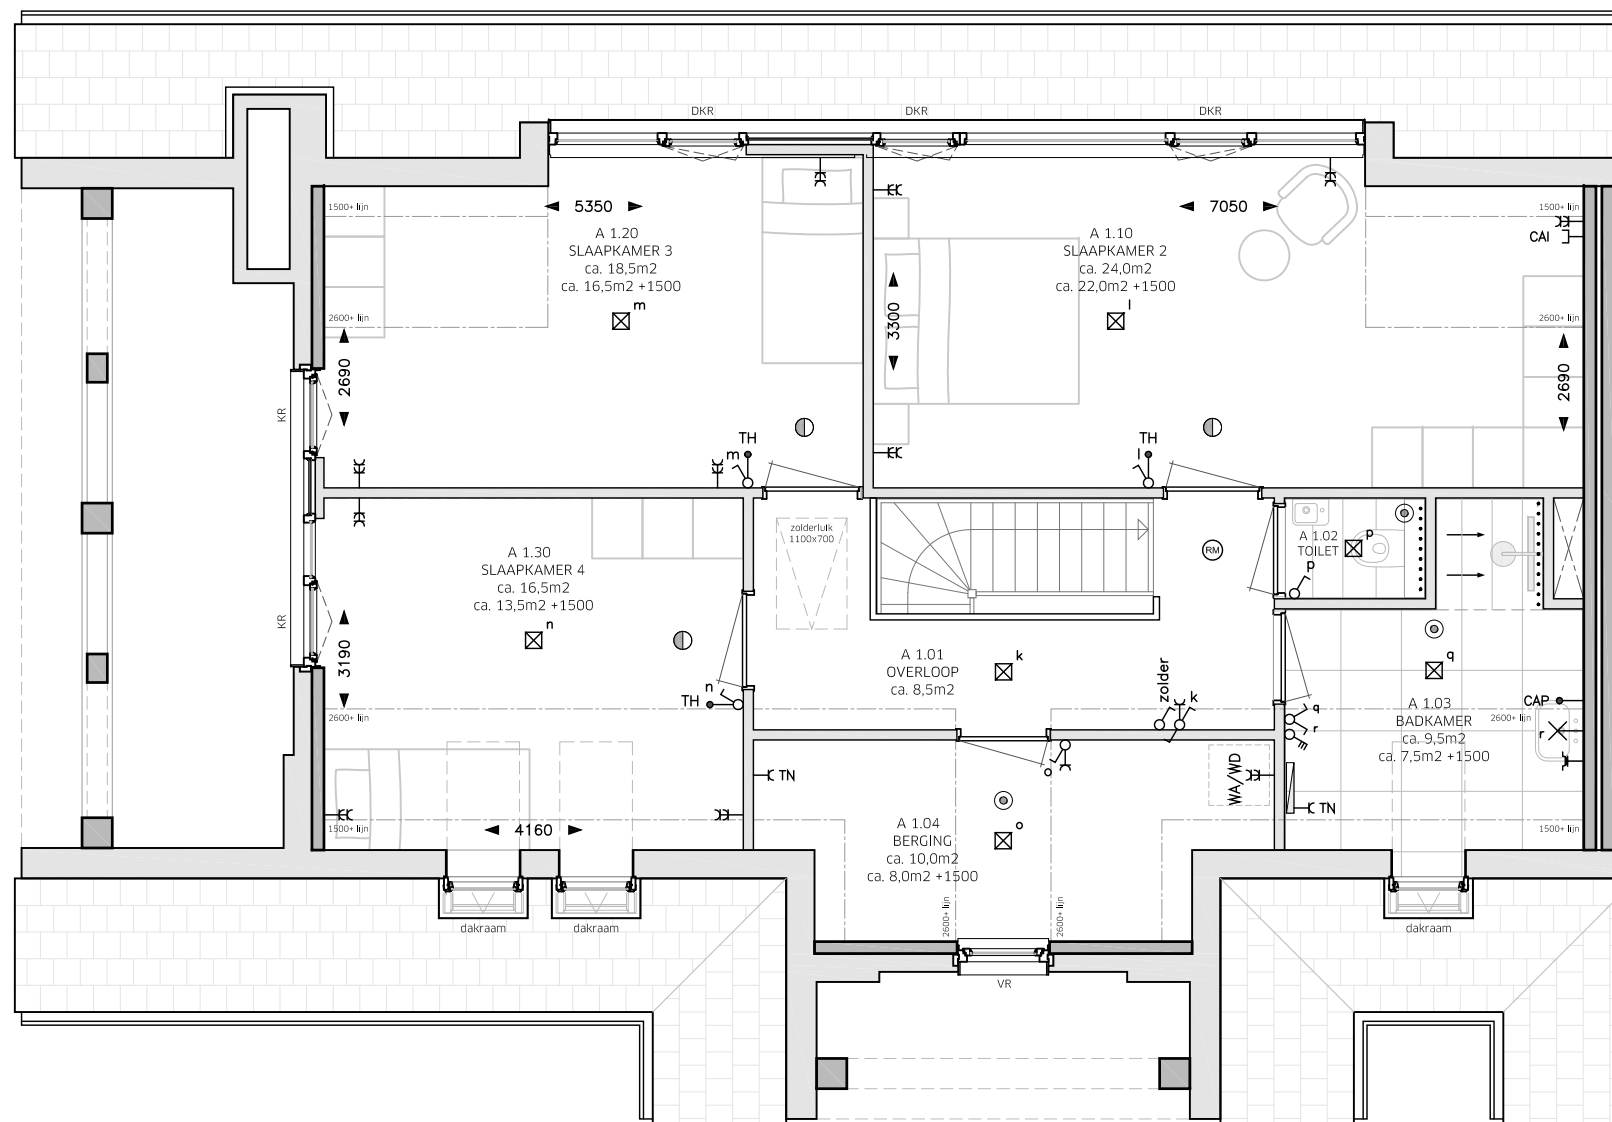 DKR
DKR
DKR
1500+ lijn
5350
A 1.20
SLAAPKAMER 3
ca. 18,5m2
ca. 16,5m2 +1500
m
2600+ lijn
2690
KR
TH
m
7050
A 1.10
SLAAPKAMER 2
ca. 24,0m2
ca. 22,0m2 +1500
l
3300
1500+ lijn
CAI
2600+ lijn
2690
TH
l
A 1.30
SLAAPKAMER 4
ca. 16,5m2
ca. 13,5m2 +1500
n
KR
3190
TH
n
2600+ lijn
1500+ lijn
4160
zolderluik
1100x700
RM
A 1.01
OVERLOOP
ca. 8,5m2
k
zolder
k
A 1.02
TOILET
p
p
q
A 1.03
BADKAMER
ca. 9,5m2
ca. 7,5m2 +1500
2600+ lijn
CAP
r
q
r
m
TN
1500+ lijn
TN
o
WA/WD
A 1.04
BERGING
ca. 10,0m2
ca. 8,0m2 +1500
o
2600+ lijn
2600+ lijn
VR
dakraam
dakraam
dakraam